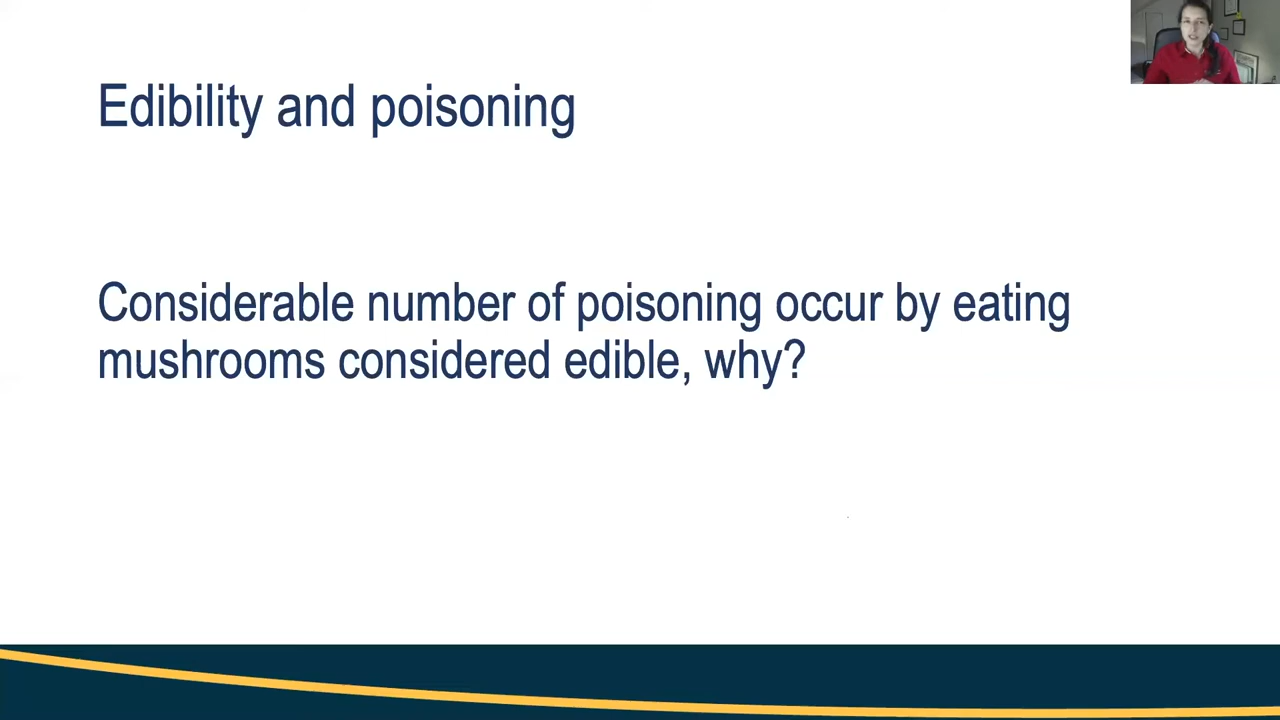 Edibility and poisoning
Considerable number of poisoning occur by eating
mushrooms considered edible, why?